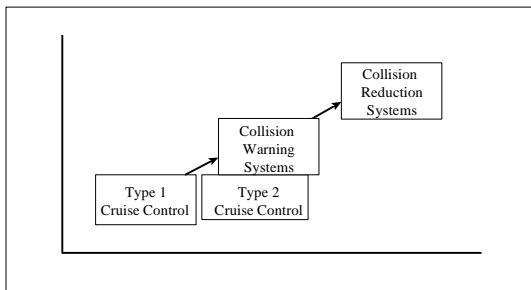 Collision
Reduction
Systems
Collision
Warning
Systems
Type 1
Cruise Control
Type 2
Cruise Control